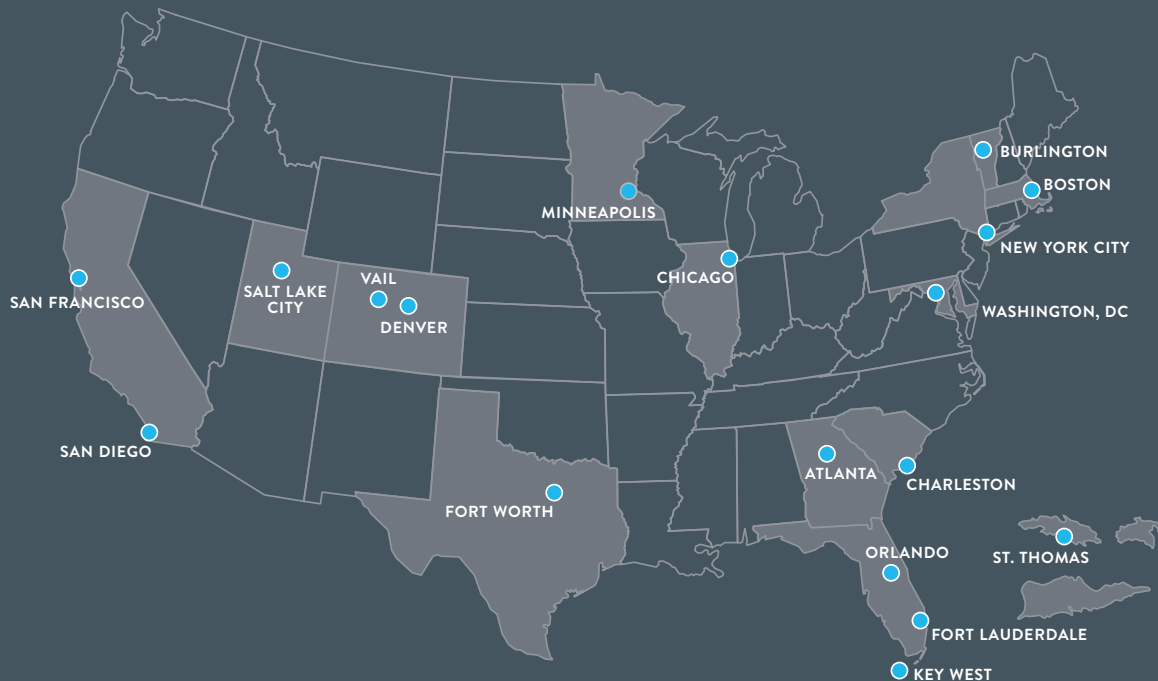 BURLINGTON
BOSTON
MINNEAPOLIS
NEW YORK CITY
CHICAGO
VAIL
SALT LAKE
CITY
SAN FRANCISCO
WASHINGTON, DC
DENVER
SAN DIEGO
ATLANTA
CHARLESTON
FORT WORTH
ORLANDO
ST. THOMAS
FORT LAUDERDALE
KEY WEST